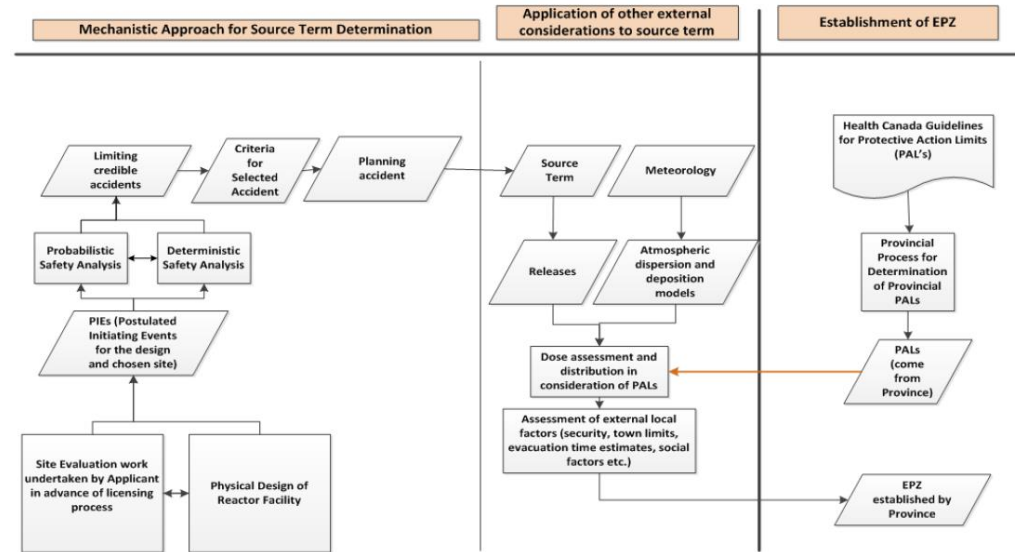 Mechanistic Approach for Source Term Determination
Application of other external
considerations to source term
Establishment of EPZ
Limiting
credible
accidents
Criteria
for
Selected
Accident
Planning
accident
Probabilistic
Safety Analysis
Deterministic
Safety Analysis
PIEs (Postulated
Initiating Events
for the design
and chosen site)
Site Evaluation work
undertaken by Applicant
in advance of licensing
process
Physical Design of
Reactor Facility
Source
Term
Meteorology
Releases
Atmospheric
dispersion and
deposition
models
Dose assessment and
distribution in
consideration of PALs
Assessment of external local
factors (security, town limits,
evacuation time estimates, social
factors etc.)
Health Canada Guidelines
for Protective Action Limits
(PAL's)
Provincial
Process for
Determination
of Provincial
PALs
PALs
(come
from
Province)
EPZ
established by
Province